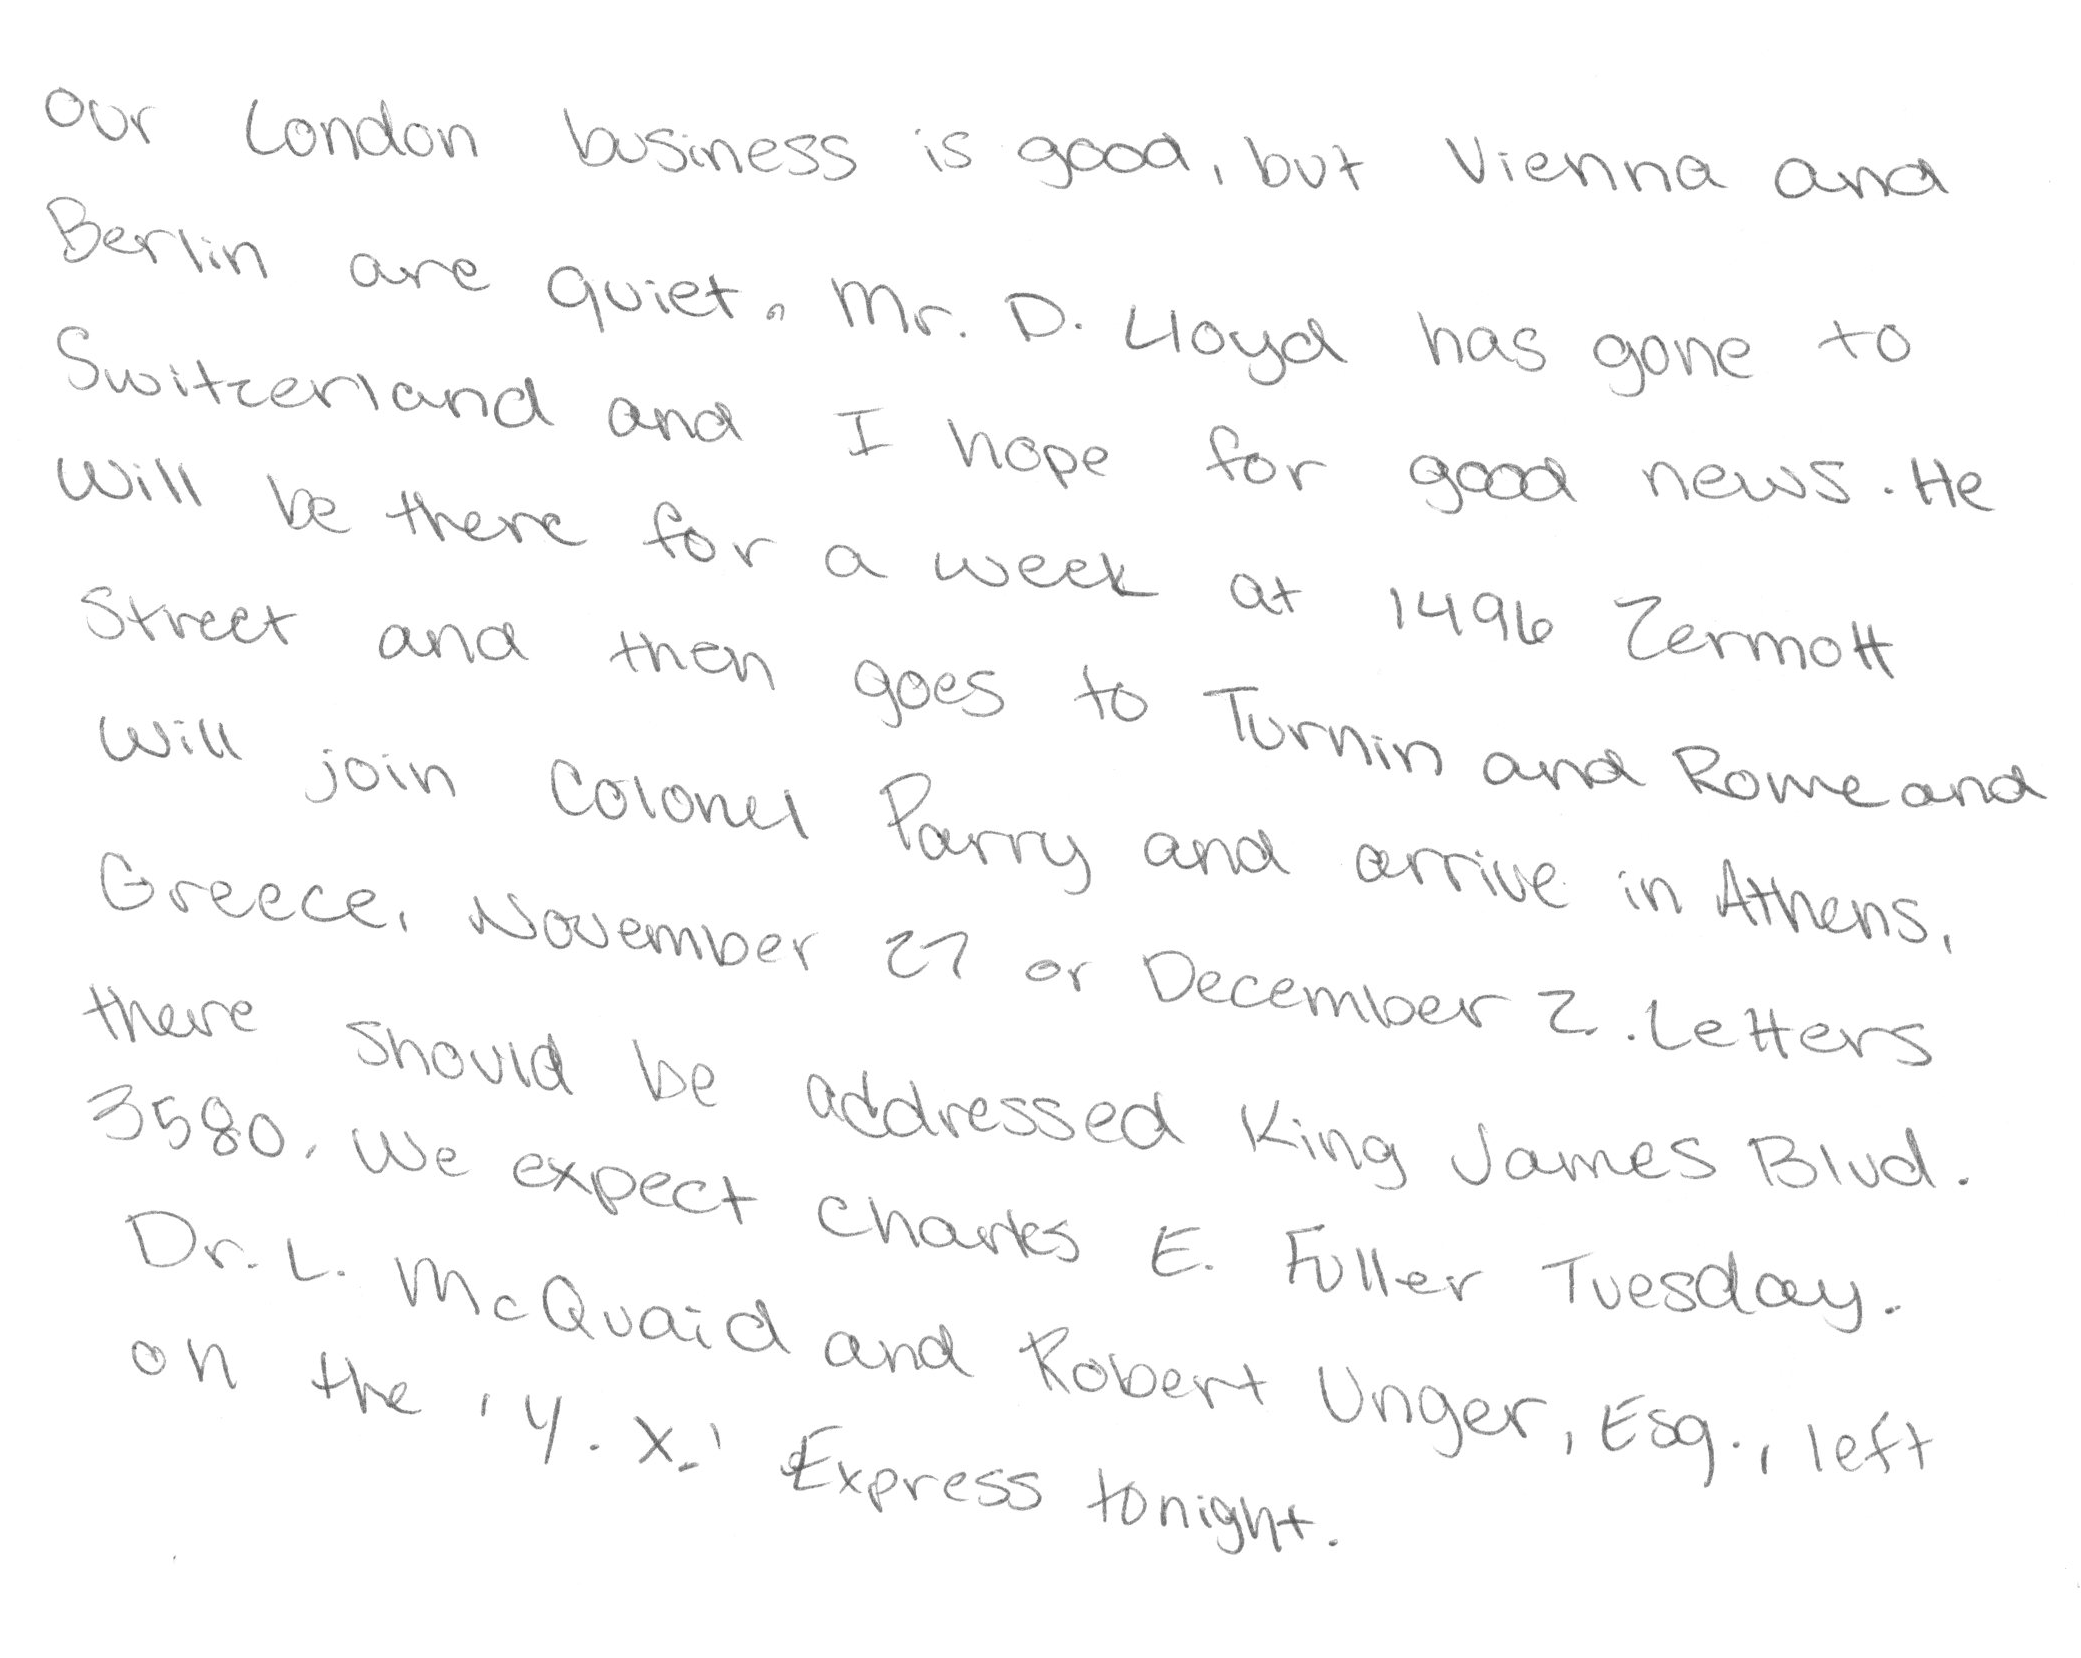 Our London business is good, but Vienna and
Berlin are quiet. Mr. D. Lloyd has gone to
Switzerland and I hope for good news. He
will be there for a week at 1496 Zermott
Street and then goes to Turnin and Rome and
will join Colonel Parry and arrive in Athens,
Greece, November 27 or December 2. Letters
there should be addressed King James Blvd.
3580. We expect Charles E. Fuller Tuesday.
Dr. L. McQuaid and Robert Unger, Esq., left
on the 'Y. X.' Express tonight.